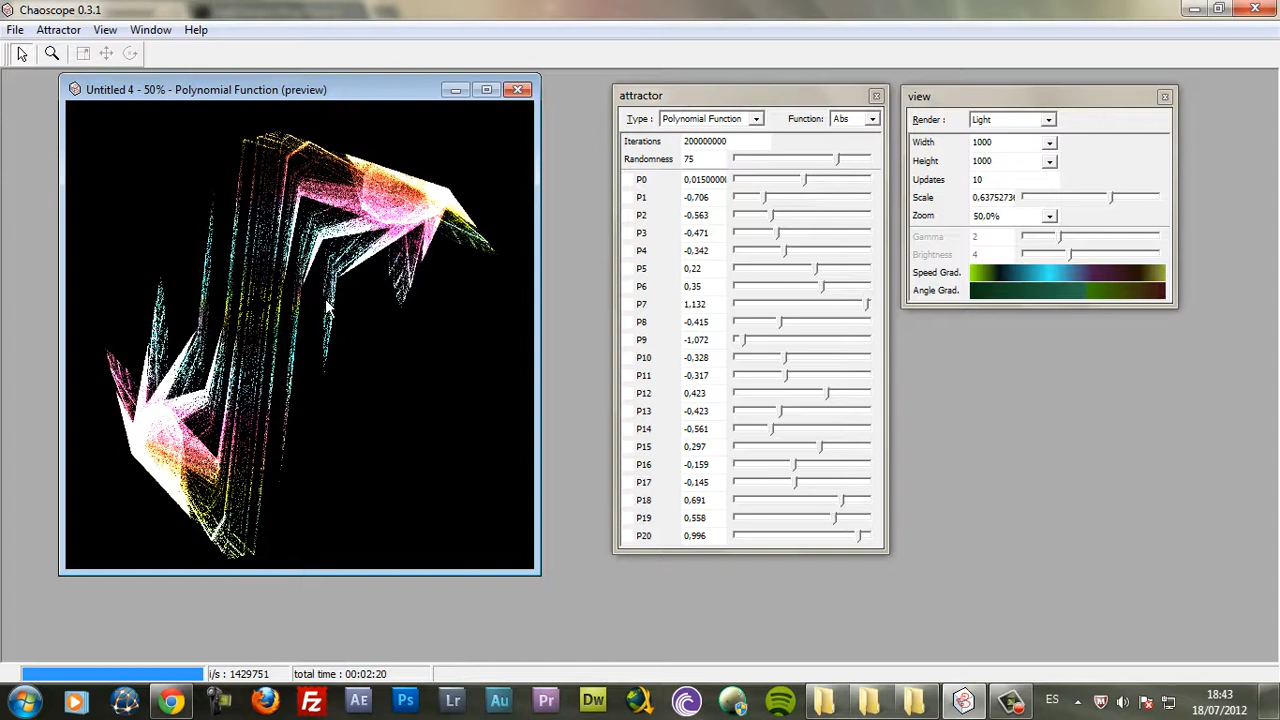 Chaoscope 0.3.1
File Attractor View Window Help
Untitled 4 - 50% - Polynomial Function (preview)
attractor
Type : Polynomial Function Function: Abs
Iterations 200000000
Randomness 75
P0 0,0150000
P1 -0,706
P2 -0,563
P3 -0,471
P4 -0,342
P5 0,22
P6 0,35
P7 1,132
P8 -0,415
P9 -1,072
P10 -0,328
P11 -0,317
P12 0,423
P13 -0,423
P14 -0,561
P15 0,297
P16 -0,159
P17 -0,145
P18 0,691
P19 0,558
P20 0,996
view
Render : Light
Width 1000
Height 1000
Updates 10
Scale 0,6375273
Zoom 50,0%
Gamma 2
Brightness 4
Speed Grad.
Angle Grad.
i/s : 1429751 total time : 00:02:20
AE Ps Lr Au Pr Dw ES 18:43
18/07/2012